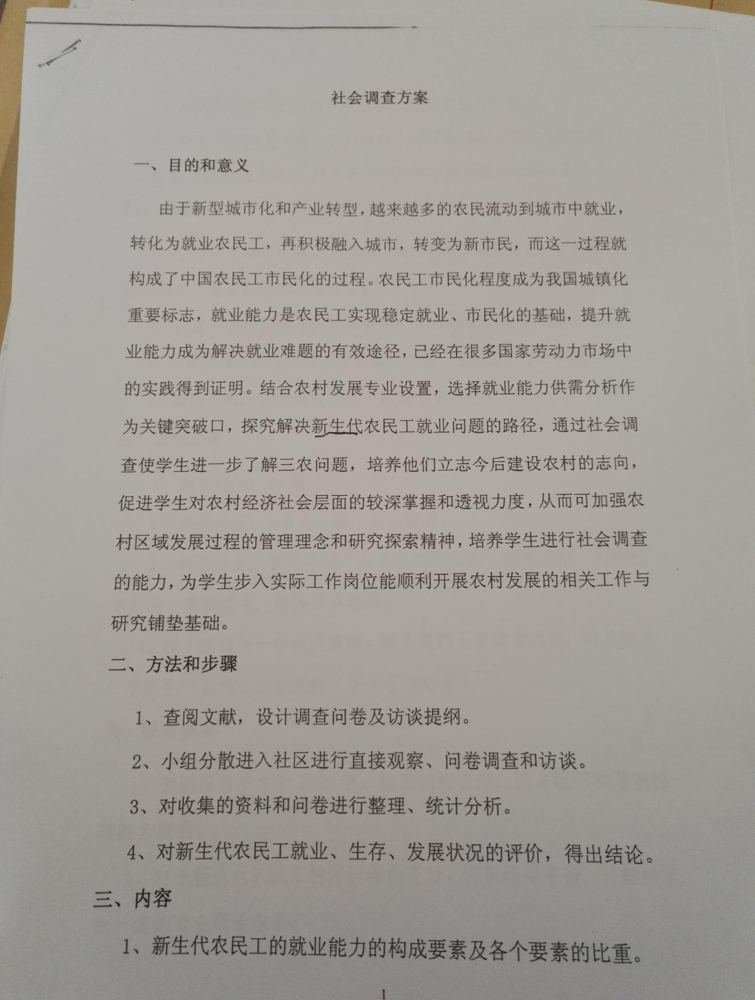 社会调查方案
一、目的和意义
由于新型城市化和产业转型，越来越多的农民流动到城市中就业，
转化为就业农民工，再积极融入城市，转变为新市民，而这一过程就
构成了中国农民工市民化的过程。农民工市民化程度成为我国城镇化
重要标志，就业能力是农民工实现稳定就业、市民化的基础，提升就
业能力成为解决就业难题的有效途径，已经在很多国家劳动力市场中
的实践得到证明。结合农村发展专业设置，选择就业能力供需分析作
为关键突破口，探究解决新生代农民工就业问题的路径，通过社会调
查使学生进一步了解三农问题，培养他们立志今后建设农村的志向，
促进学生对农村经济社会层面的较深掌握和透视力度，从而可加强农
村区域发展过程的管理理念和研究探索精神，培养学生进行社会调查
的能力，为学生步入实际工作岗位能顺利开展农村发展的相关工作与
研究铺垫基础。
二、方法和步骤
1、查阅文献，设计调查问卷及访谈提纲。
2、小组分散进入社区进行直接观察、问卷调查和访谈。
3、对收集的资料和问卷进行整理、统计分析。
4、对新生代农民工就业、生存、发展状况的评价，得出结论。
三、内容
1、新生代农民工的就业能力的构成要素及各个要素的比重。
1